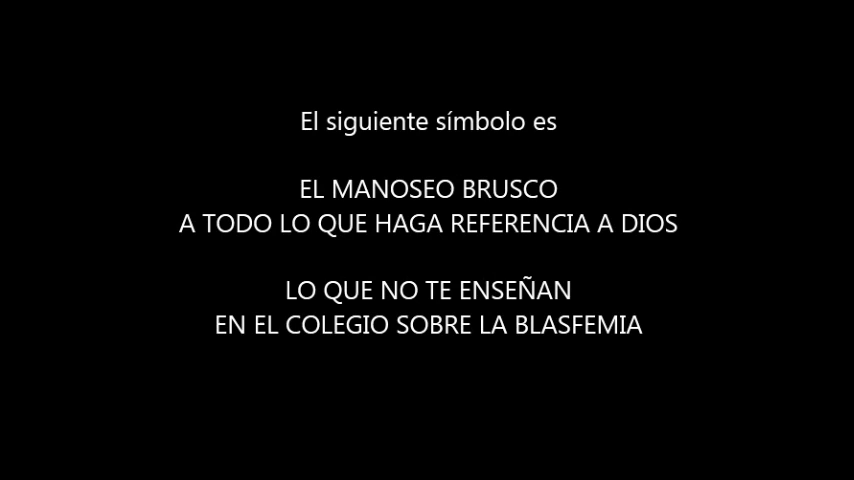 El siguiente símbolo es
EL MANOSEO BRUSCO
A TODO LO QUE HAGA REFERENCIA A DIOS
LO QUE NO TE ENSEÑAN
EN EL COLEGIO SOBRE LA BLASFEMIA